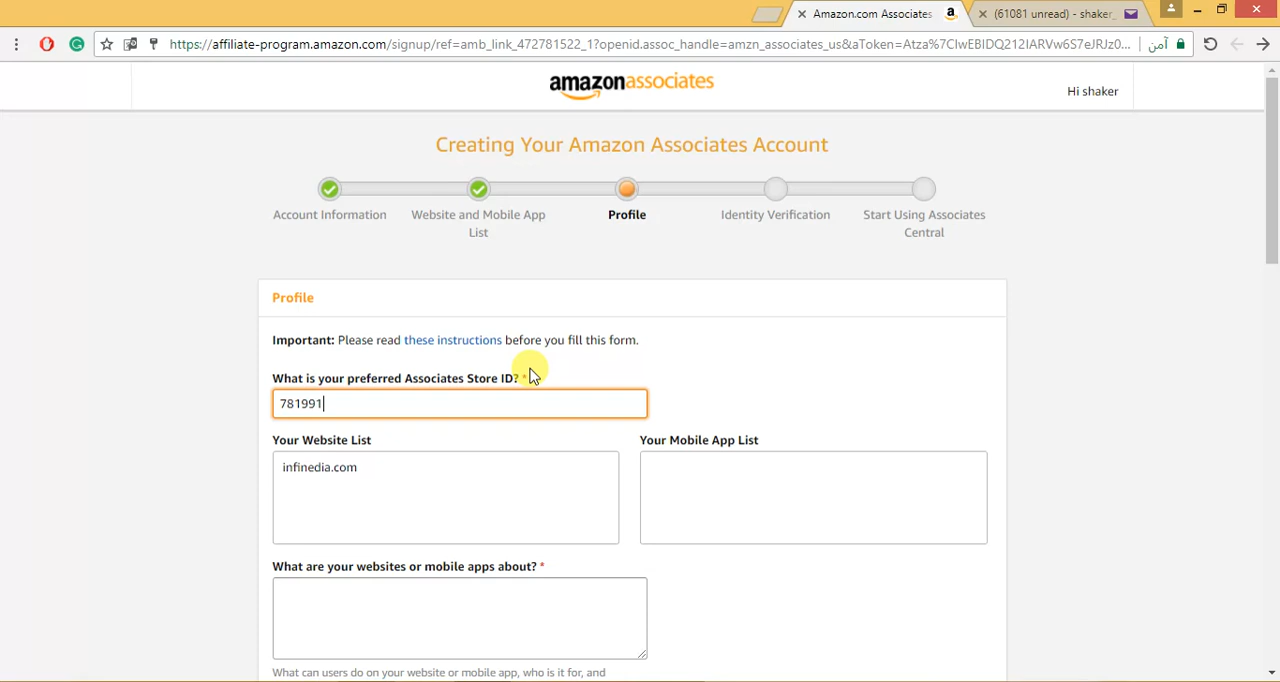 Amazon.com Associates
(61081 unread) - shaker_
https://affiliate-program.amazon.com/signup/ref=amb_link_472781522_1?openid.assoc_handle=amzn_associates_us&aToken=Atza%7CIwEBIDQ212IARVw6S7eJRJz0...
آمن
amazonassociates
Hi shaker
Creating Your Amazon Associates Account
Account Information
Website and Mobile App List
Profile
Identity Verification
Start Using Associates Central
Profile
Important: Please read these instructions before you fill this form.
What is your preferred Associates Store ID? *
781991
Your Website List
Your Mobile App List
infinedia.com
What are your websites or mobile apps about? *
What can users do on your website or mobile app, who is it for, and